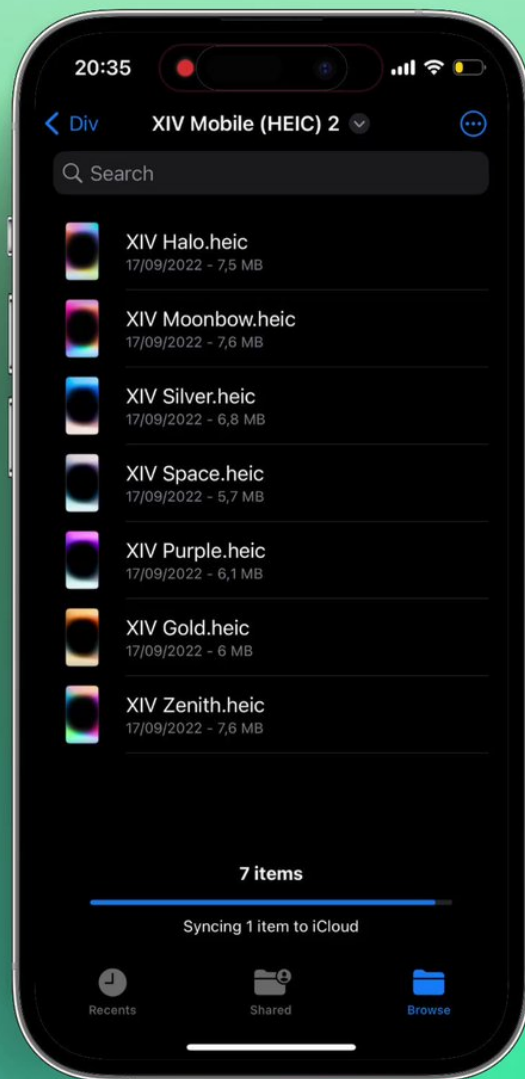 20:35
Div
XIV Mobile (HEIC) 2
Search
XIV Halo.heic
17/09/2022 - 7,5 MB
XIV Moonbow.heic
17/09/2022 - 7,6 MB
XIV Silver.heic
17/09/2022 - 6,8 MB
XIV Space.heic
17/09/2022 - 5,7 MB
XIV Purple.heic
17/09/2022 - 6,1 MB
XIV Gold.heic
17/09/2022 - 6 MB
XIV Zenith.heic
17/09/2022 - 7,6 MB
7 items
Syncing 1 item to iCloud
Recents
Shared
Browse